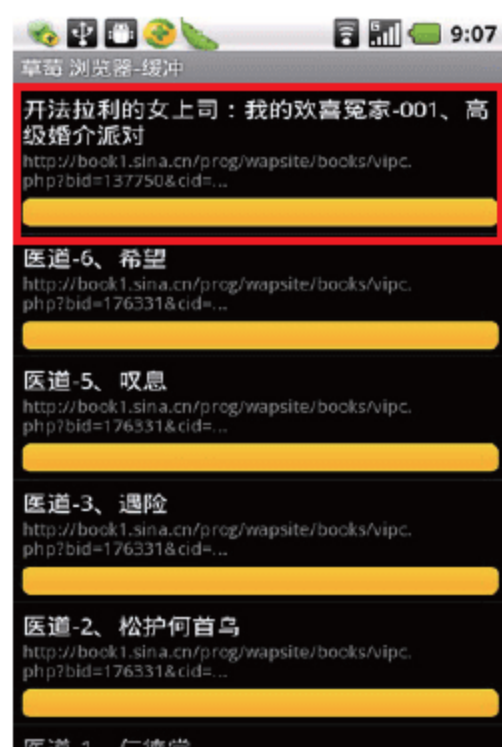 9:07
草莓 浏览器-缓冲
开法拉利的女上司：我的欢喜冤家-001、高
级婚介派对
http://book1.sina.cn/prog/wapsite/books/vipc.
php?bid=137750&cid=...
医道-6、希望
http://book1.sina.cn/prog/wapsite/books/vipc.
php?bid=176331&cid=...
医道-5、叹息
http://book1.sina.cn/prog/wapsite/books/vipc.
php?bid=176331&cid=...
医道-3、遇险
http://book1.sina.cn/prog/wapsite/books/vipc.
php?bid=176331&cid=...
医道-2、松护何首乌
http://book1.sina.cn/prog/wapsite/books/vipc.
php?bid=176331&cid=...
医道-1、仁德堂